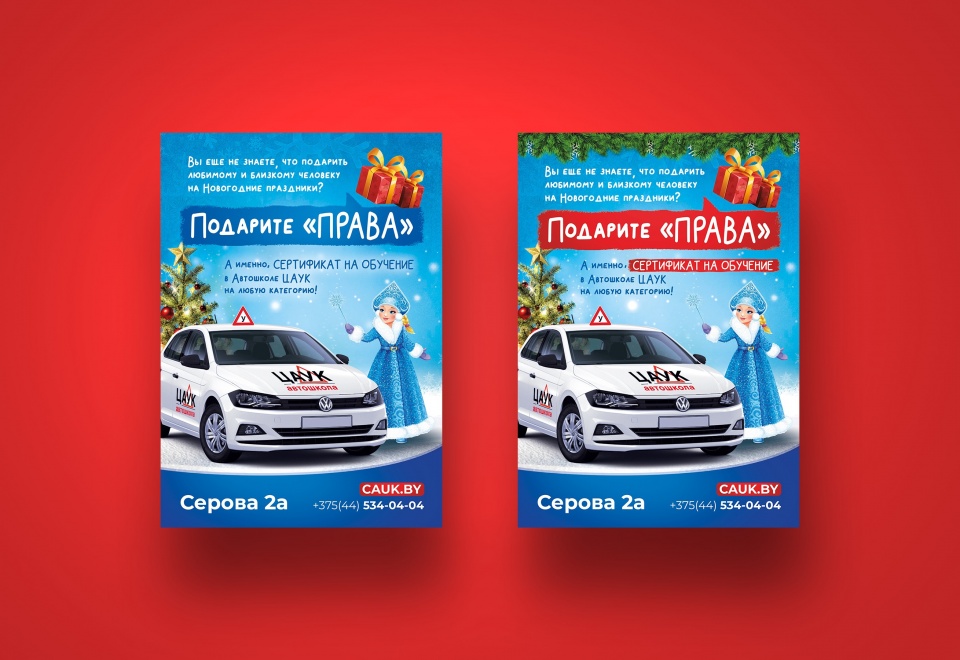 Вы еще не знаете, что подарить
любимому и близкому человеку
на Новогодние праздники?
Подарите «ПРАВА»
А именно, СЕРТИФИКАТ НА ОБУЧЕНИЕ
в Автошколе ЦАУК
на любую категорию!
У
ЦАУК
автошкола
ЦАУК
автошкола
CAUK.BY
Серова 2а
+375(44) 534-04-04
Вы еще не знаете, что подарить
любимому и близкому человеку
на Новогодние праздники?
Подарите «ПРАВА»
А именно, СЕРТИФИКАТ НА ОБУЧЕНИЕ
в Автошколе ЦАУК
на любую категорию!
У
ЦАУК
автошкола
ЦАУК
автошкола
CAUK.BY
Серова 2а
+375(44) 534-04-04